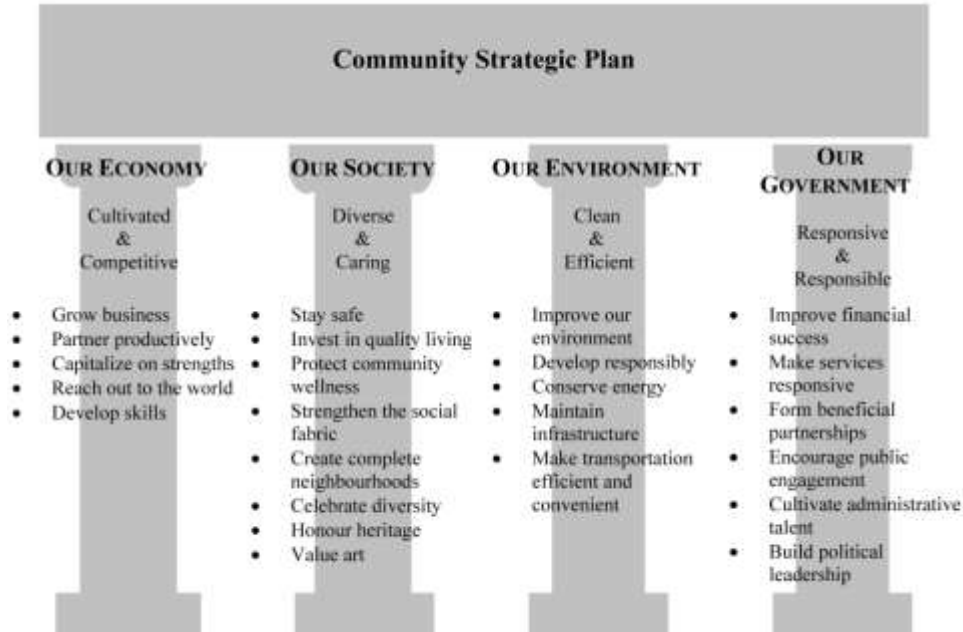 Community Strategic Plan
OUR ECONOMY
Cultivated
&
Competitive
• Grow business
• Partner productively
• Capitalize on strengths
• Reach out to the world
• Develop skills
OUR SOCIETY
Diverse
&
Caring
• Stay safe
• Invest in quality living
• Protect community
wellness
• Strengthen the social
fabric
• Create complete
neighbourhoods
• Celebrate diversity
• Honour heritage
• Value art
OUR ENVIRONMENT
Clean
&
Efficient
• Improve our
environment
• Develop responsibly
• Conserve energy
• Maintain
infrastructure
• Make transportation
efficient and
convenient
OUR
GOVERNMENT
Responsive
&
Responsible
• Improve financial
success
• Make services
responsive
• Form beneficial
partnerships
• Encourage public
engagement
• Cultivate administrative
talent
• Build political
leadership